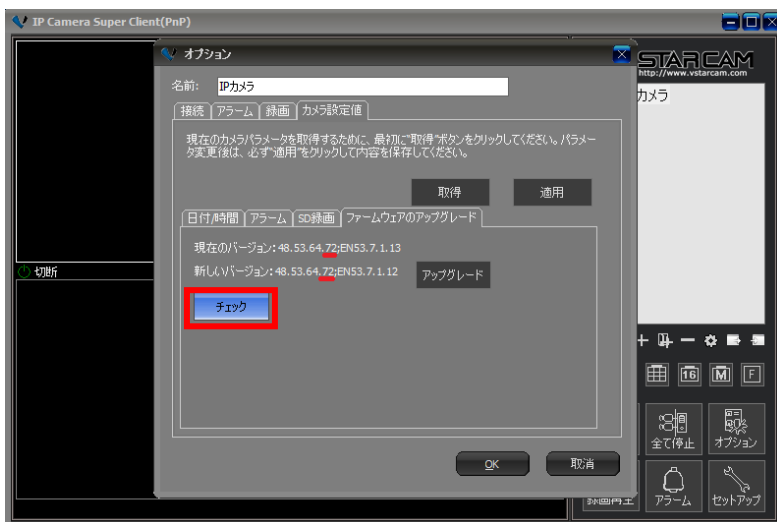 IP Camera Super Client(PnP)
オプション
STARCAM
http://www.vstarcam.com
名前: IPカメラ
カメラ
接続 アラーム 録画 カメラ設定値
現在のカメラパラメータを取得するために、最初に"取得"ボタンをクリックしてください。パラメー
タ変更後は、必ず"適用"をクリックして内容を保存してください。
取得 適用
日付/時間 アラーム SD録画 ファームウェアのアップグレード
現在のバージョン:48.53.64.72;EN53.7.1.13
新しいバージョン:48.53.64.72;EN53.7.1.12 アップグレード
切断
チェック
16 M F
全て停止 オプション
OK 取消
録画再生 アラーム セットアップ